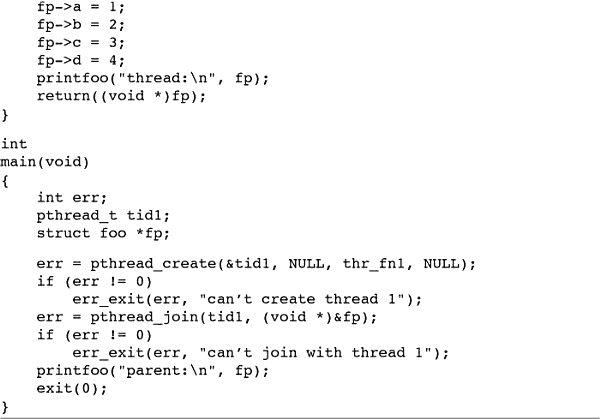 fp->a = 1;
fp->b = 2;
fp->c = 3;
fp->d = 4;
printfoo("thread:\n", fp);
return((void *)fp);
}
int
main(void)
{
int err;
pthread_t tid1;
struct foo *fp;
err = pthread_create(&tid1, NULL, thr_fn1, NULL);
if (err != 0)
err_exit(err, "can’t create thread 1");
err = pthread_join(tid1, (void *)&fp);
if (err != 0)
err_exit(err, "can’t join with thread 1");
printfoo("parent:\n", fp);
exit(0);
}